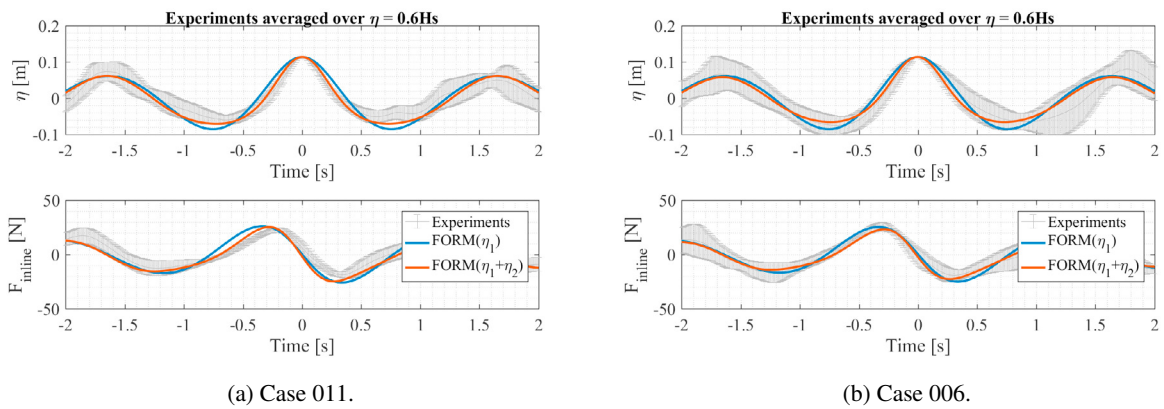 Experiments averaged over η = 0.6Hs
0.2
0.1
0
-0.1
η [m]
-2 -1.5 -1 -0.5 0 0.5 1 1.5 2
Time [s]
50
0
-50
F_inline [N]
Experiments
FORM(η₁)
FORM(η₁+η₂)
-2 -1.5 -1 -0.5 0 0.5 1 1.5 2
Time [s]
(a) Case 011.
Experiments averaged over η = 0.6Hs
0.2
0.1
0
-0.1
η [m]
-2 -1.5 -1 -0.5 0 0.5 1 1.5 2
Time [s]
50
0
-50
F_inline [N]
Experiments
FORM(η₁)
FORM(η₁+η₂)
-2 -1.5 -1 -0.5 0 0.5 1 1.5 2
Time [s]
(b) Case 006.